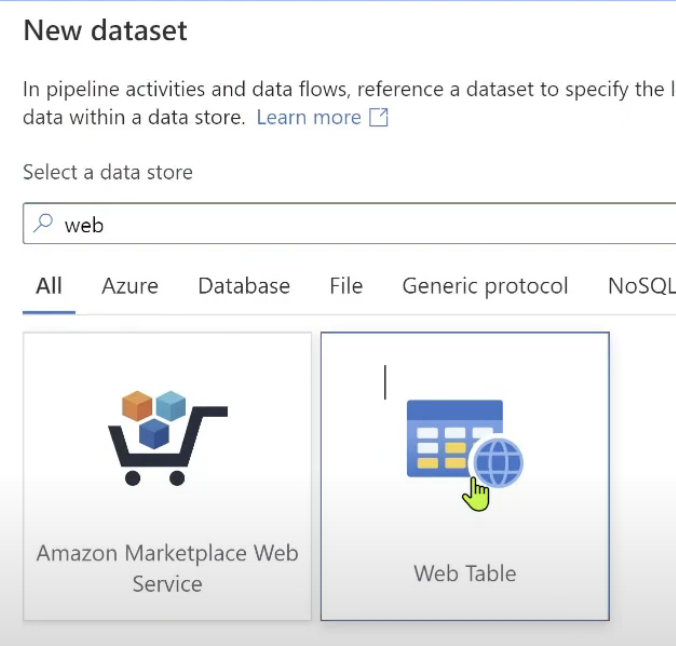 New dataset
In pipeline activities and data flows, reference a dataset to specify the
data within a data store. Learn more
Select a data store
web
All Azure Database File Generic protocol NoSQL
Amazon Marketplace Web
Service
Web Table